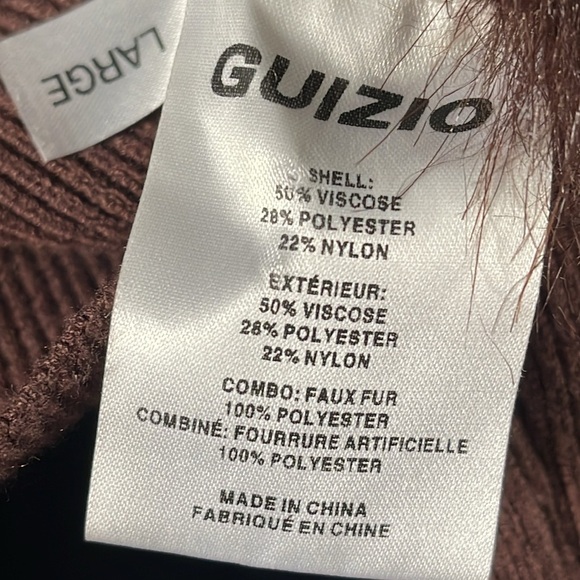 LARGE
GUIZIO
SHELL:
50% VISCOSE
28% POLYESTER
22% NYLON
EXTÉRIEUR:
50% VISCOSE
28% POLYESTER
22% NYLON
COMBO: FAUX FUR
100% POLYESTER
COMBINÉ: FOURRURE ARTIFICIELLE
100% POLYESTER
MADE IN CHINA
FABRIQUÉ EN CHINE